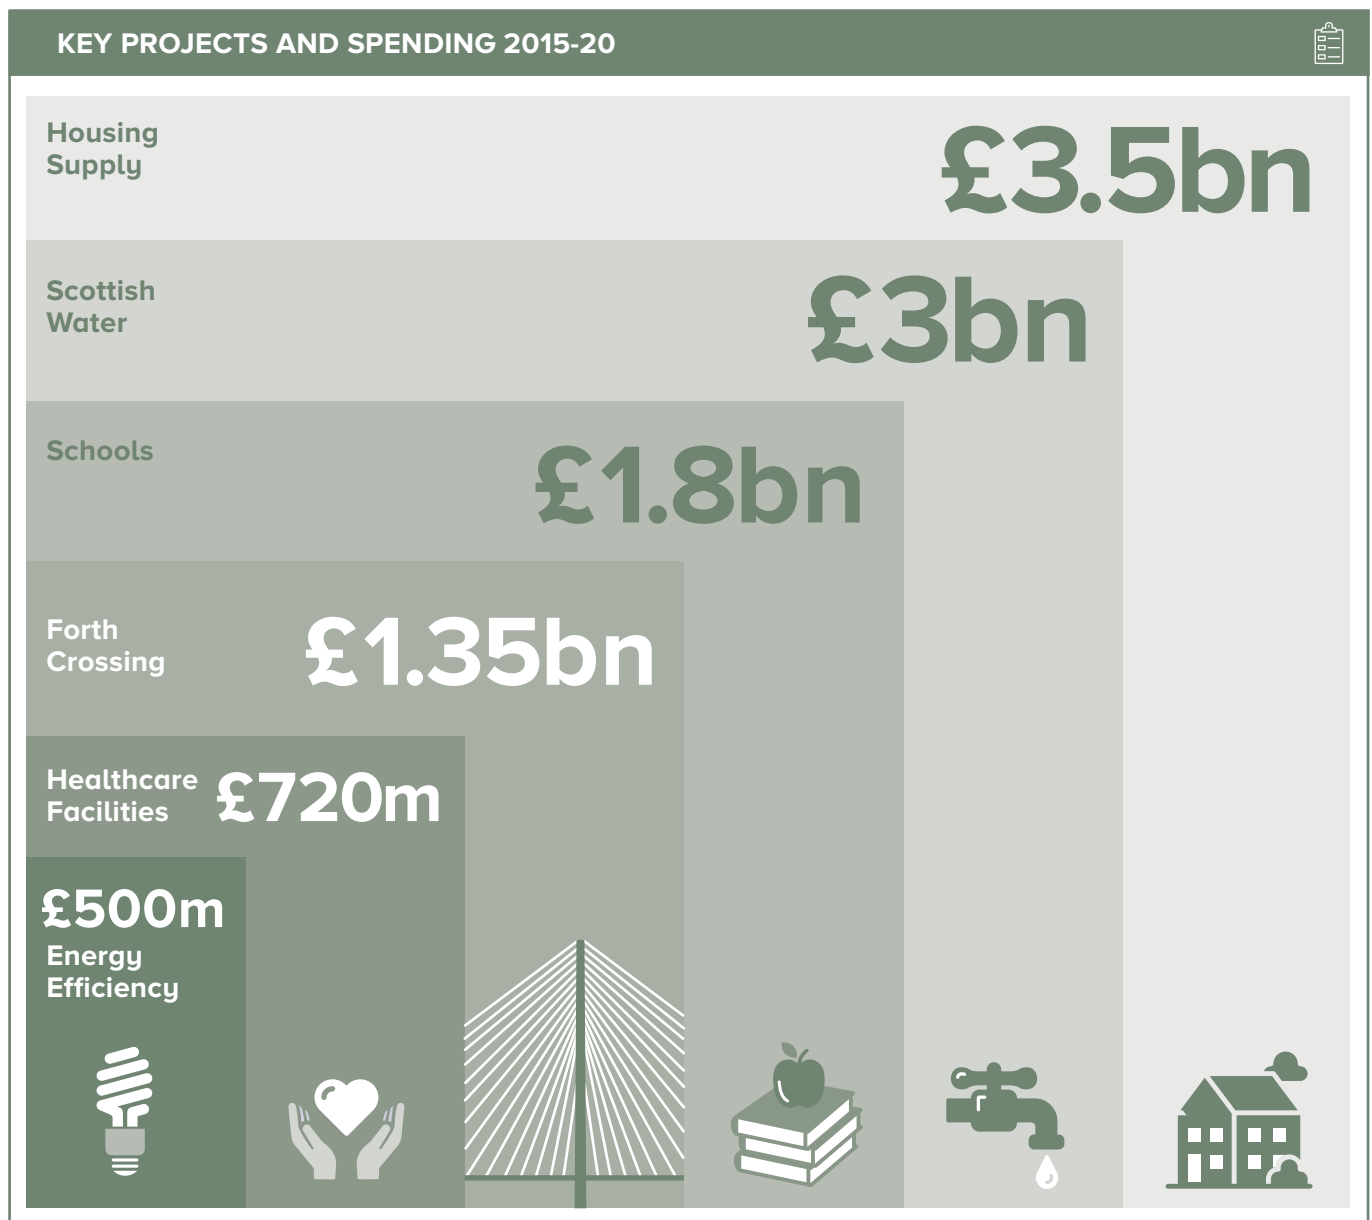 KEY PROJECTS AND SPENDING 2015-20
Housing
Supply
£3.5bn
Scottish
Water
£3bn
Schools
£1.8bn
Forth
Crossing
£1.35bn
Healthcare
Facilities
£720m
£500m
Energy
Efficiency